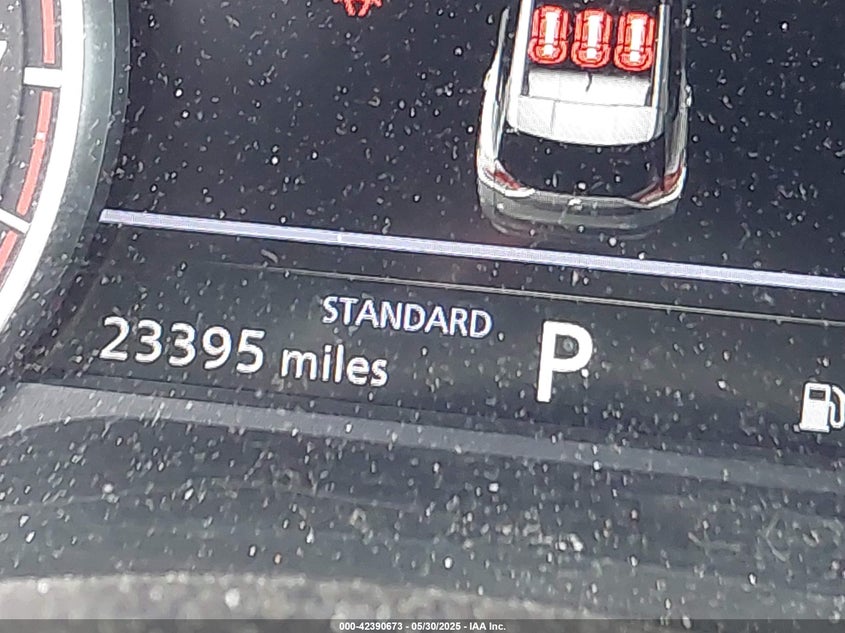 STANDARD
23395 miles
P
000-42390673 - 05/30/2025 - IAA Inc.